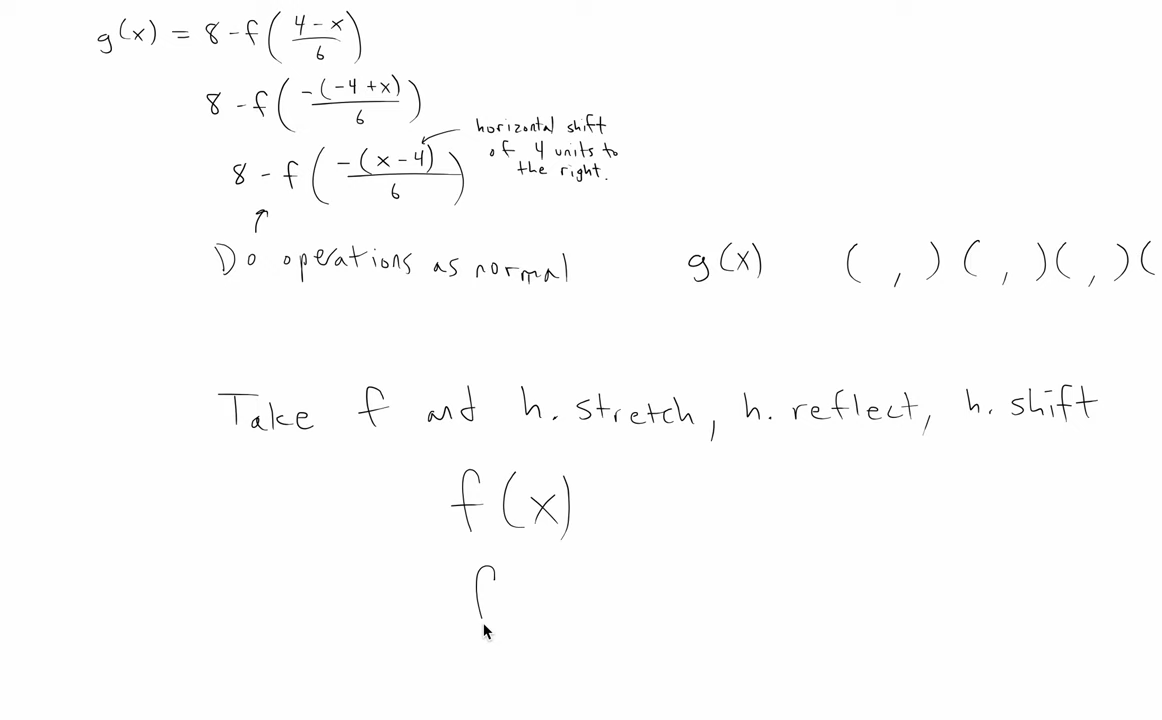 g(x) = 8 - f( (4 - x)/6 )
8 - f( (-(-4 + x))/6 )
8 - f( (-(x - 4))/6 )
horizontal shift
of 4 units to
the right.
Do operations as normal
g(x) ( , ) ( , ) ( , ) (
Take f and h. stretch, h. reflect, h. shift
f(x)